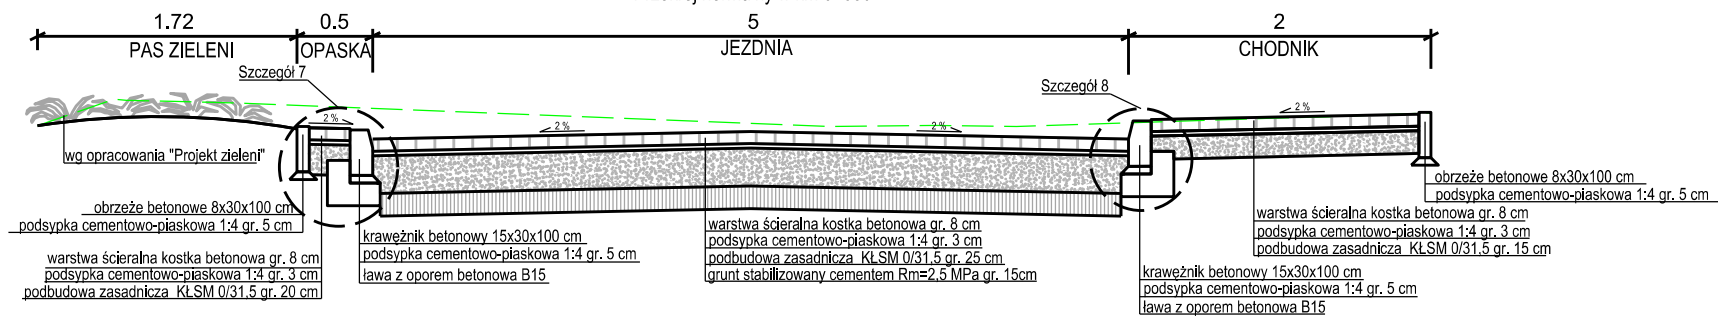 1.72
0.5
5
2
PAS ZIELENI
OPASKA
JEZDNIA
CHODNIK
Szczegół 7
Szczegół 8
2 %
2 %
2 %
2 %
wg opracowania "Projekt zieleni"
obrzeże betonowe 8x30x100 cm
podsypka cementowo-piaskowa 1:4 gr. 5 cm
warstwa ścieralna kostka betonowa gr. 8 cm
podsypka cementowo-piaskowa 1:4 gr. 3 cm
podbudowa zasadnicza KŁSM 0/31,5 gr. 20 cm
krawężnik betonowy 15x30x100 cm
podsypka cementowo-piaskowa 1:4 gr. 5 cm
ława z oporem betonowa B15
warstwa ścieralna kostka betonowa gr. 8 cm
podsypka cementowo-piaskowa 1:4 gr. 3 cm
podbudowa zasadnicza KŁSM 0/31,5 gr. 25 cm
grunt stabilizowany cementem Rm=2,5 MPa gr. 15cm
krawężnik betonowy 15x30x100 cm
podsypka cementowo-piaskowa 1:4 gr. 5 cm
ława z oporem betonowa B15
warstwa ścieralna kostka betonowa gr. 8 cm
podsypka cementowo-piaskowa 1:4 gr. 3 cm
podbudowa zasadnicza KŁSM 0/31,5 gr. 15 cm
obrzeże betonowe 8x30x100 cm
podsypka cementowo-piaskowa 1:4 gr. 5 cm